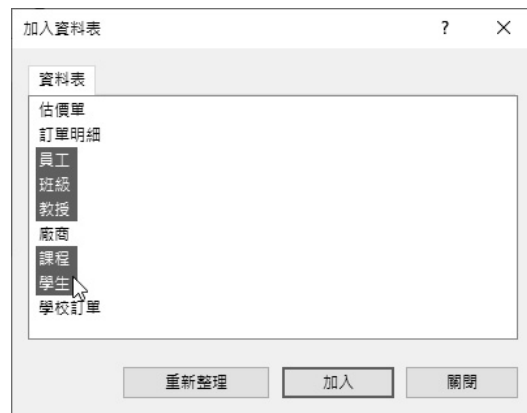 加入資料表 ?
資料表
估價單
訂單明細
員工
班級
教授
廠商
課程
學生
學校訂單
重新整理 加入 關閉